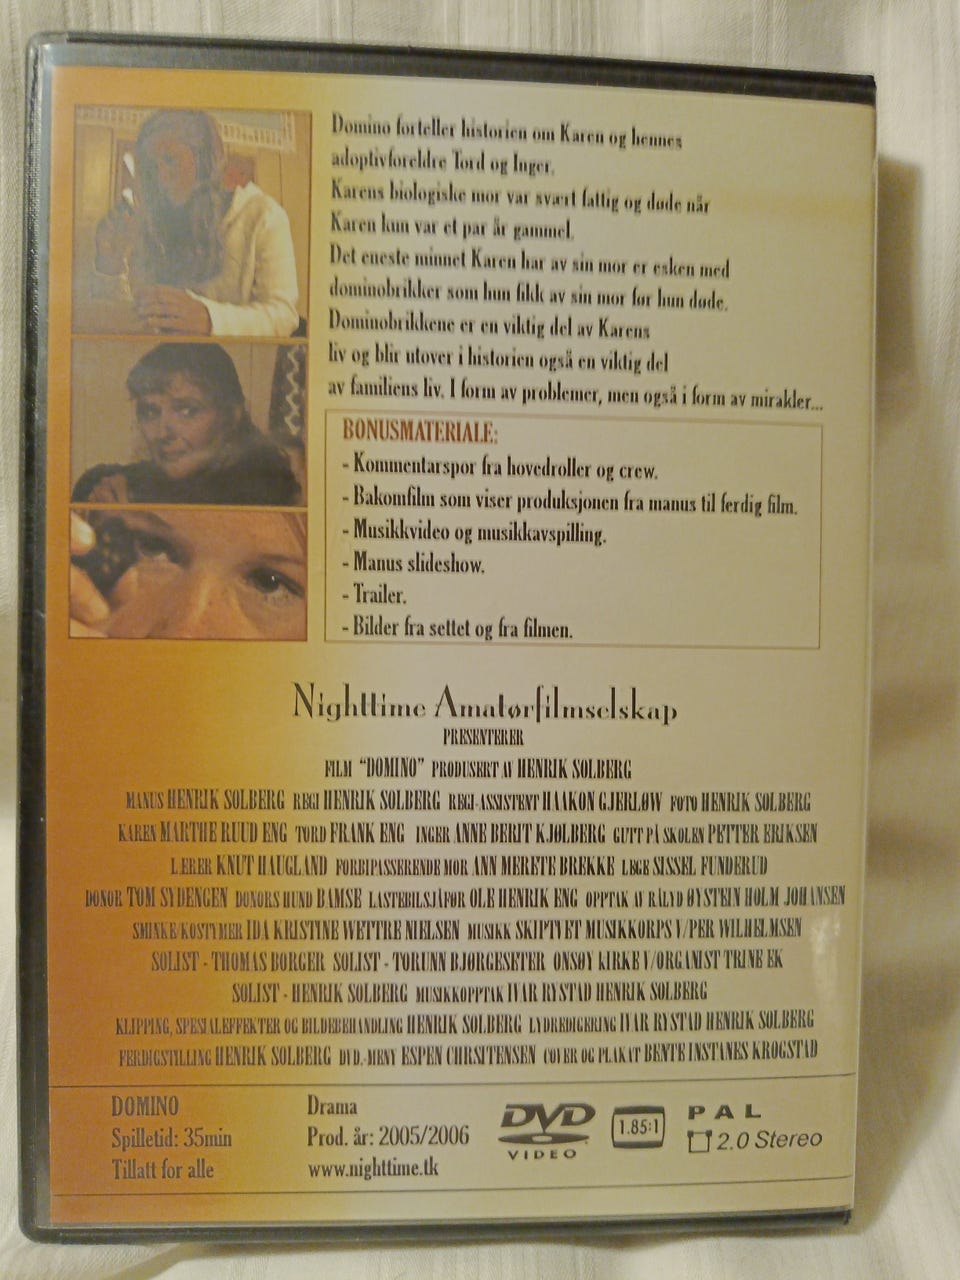 Domino forteller historien om Karen og hennes
adoptivforeldre Tord og Inger.
Karens biologiske mor var svært fattig og døde når
Karen kun var et par år gammel.
Det eneste minnet Karen har av sin mor er esken med
dominobrikker som hun fikk av sin mor før hun døde.
Dominobrikkene er en viktig del av Karens
liv og blir utover i historien også en viktig del
av familiens liv. I form av problemer, men også i form av mirakler...
BONUSMATERIALE:
- Kommentarspor fra hovedroller og crew.
- Bakomfilm som viser produksjonen fra manus til ferdig film.
- Musikkvideo og musikkavspilling.
- Manus slideshow.
- Trailer.
- Bilder fra settet og fra filmen.
Nighttime Amatørfilmselskap
PRESENTERER
FILM "DOMINO" PRODUSERT AV HENRIK SOLBERG
MANUS HENRIK SOLBERG REGI HENRIK SOLBERG REGI-ASSISTENT HAAKON GJERLØW FOTO HENRIK SOLBERG
KAREN MARTHE RUUD ENG TORD FRANK ENG INGER ANNE BERIT KJØLBERG GUTT PÅ SKOLEN PETTER ERIKSEN
LÆRER KNUT HAUGLAND FORBIPASSERENDE MOR ANN MERETE BREKKE LEGE SISSEL FUNDERUD
DONOR TOM SYDENGEN DONORS HUND BAMSE LASTEBILSJÅFØR OLE HENRIK ENG OPPTAK AV RÅLYD ØYSTEIN HOLM JOHANSEN
SMINKE/KOSTYMER IDA KRISTINE WETTRE NIELSEN MUSIKK SKIPTVET MUSIKKORPS V/PER WILHELMSEN
SOLIST - THOMAS BORGER SOLIST - TORUNN BJØRGESETER ONSØY KIRKE V/ORGANIST TRINE EK
SOLIST - HENRIK SOLBERG MUSIKKOPPTAK IVAR RYSTAD HENRIK SOLBERG
KLIPPING, SPESIALEFFEKTER OG BILDEBEHANDLING HENRIK SOLBERG LYDREDIGERING IVAR RYSTAD HENRIK SOLBERG
FERDIGSTILLING HENRIK SOLBERG DVD-MENY ESPEN CHRSITENSEN COVER OG PLAKAT BENTE INSTANES KROGSTAD
DOMINO
Spilletid: 35min
Tillatt for alle
Drama
Prod. år: 2005/2006
www.nighttime.tk
DVD
VIDEO
1.85:1
PAL
2.0 Stereo